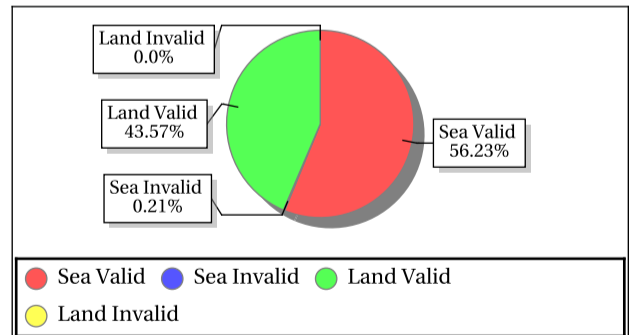 Land Invalid
0.0%
Land Valid
43.57%
Sea Valid
56.23%
Sea Invalid
0.21%
Sea Valid Sea Invalid Land Valid
Land Invalid